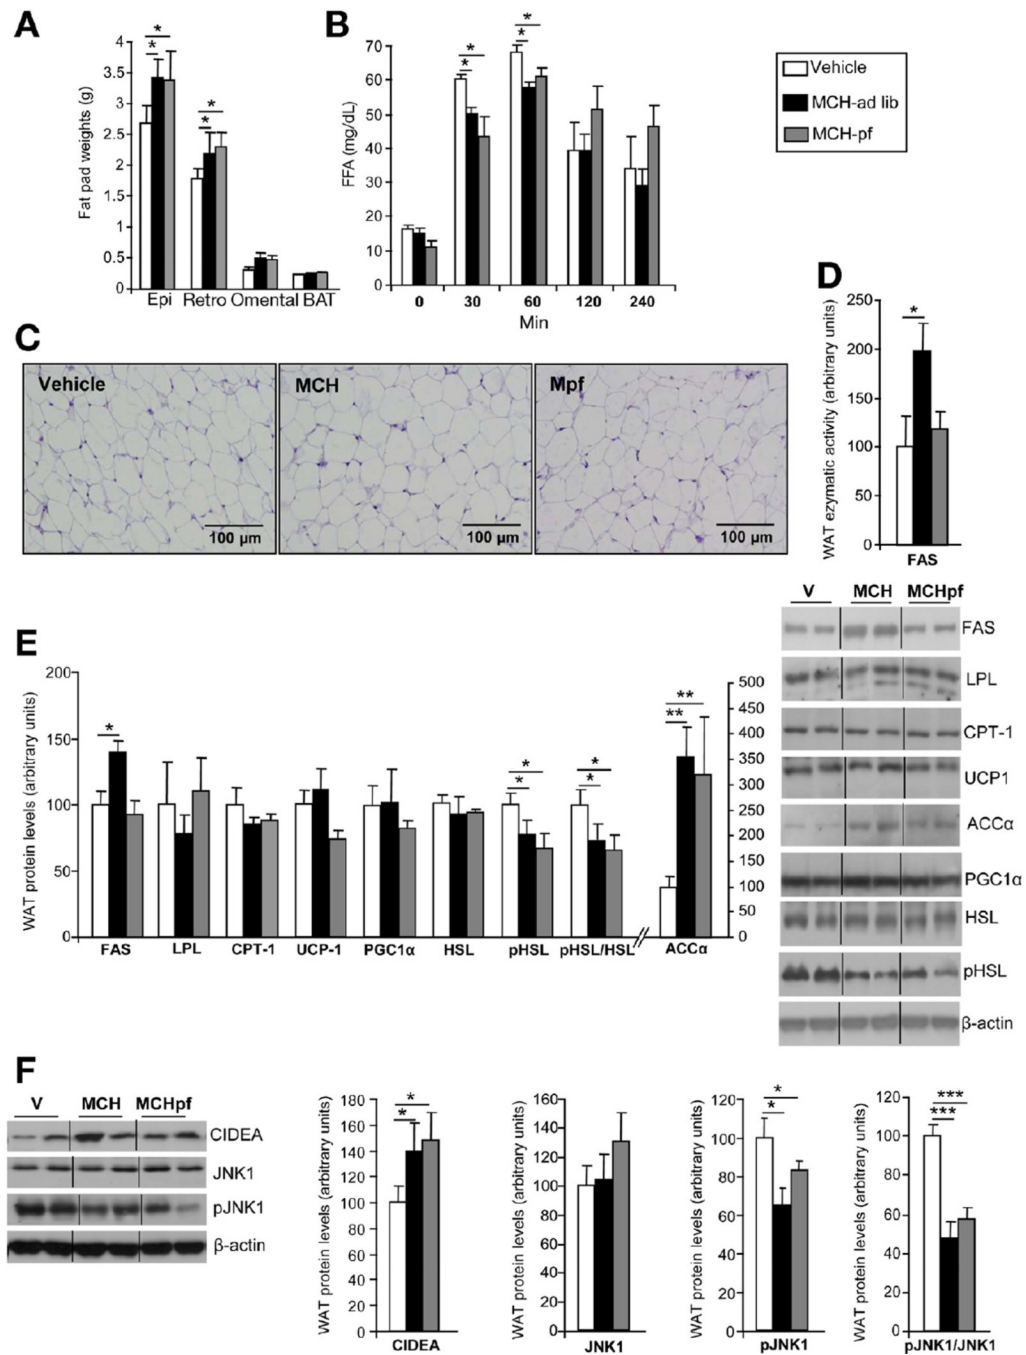 A
Fat pad weights (g)
4
3.5
3
2.5
2
1.5
1
0.5
0
* * * *
Epi Retro Omental BAT
B
FFA (mg/dL)
70
60
50
40
30
20
10
0
* * * *
0 30 60 120 240
Min
Vehicle
MCH-ad lib
MCH-pf
C
Vehicle
100 µm
MCH
100 µm
Mpf
100 µm
D
WAT ezymatic activity (arbitrary units)
250
200
150
100
50
0
*
FAS
E
WAT protein levels (arbitrary units)
200
150
100
50
0
* * * * * ** **
500
450
400
350
300
250
200
150
100
50
0
FAS LPL CPT-1 UCP-1 PGC1α HSL pHSL pHSL/HSL ACCα
V MCH MCHpf
FAS
LPL
CPT-1
UCP1
ACCα
PGC1α
HSL
pHSL
β-actin
F
V MCH MCHpf
CIDEA
JNK1
pJNK1
β-actin
WAT protein levels (arbitrary units)
180
160
140
120
100
80
60
40
20
0
* *
CIDEA
WAT protein levels (arbitrary units)
160
140
120
100
80
60
40
20
0
JNK1
WAT protein levels (arbitrary units)
120
100
80
60
40
20
0
* *
pJNK1
WAT protein levels (arbitrary units)
120
100
80
60
40
20
0
*** ***
pJNK1/JNK1